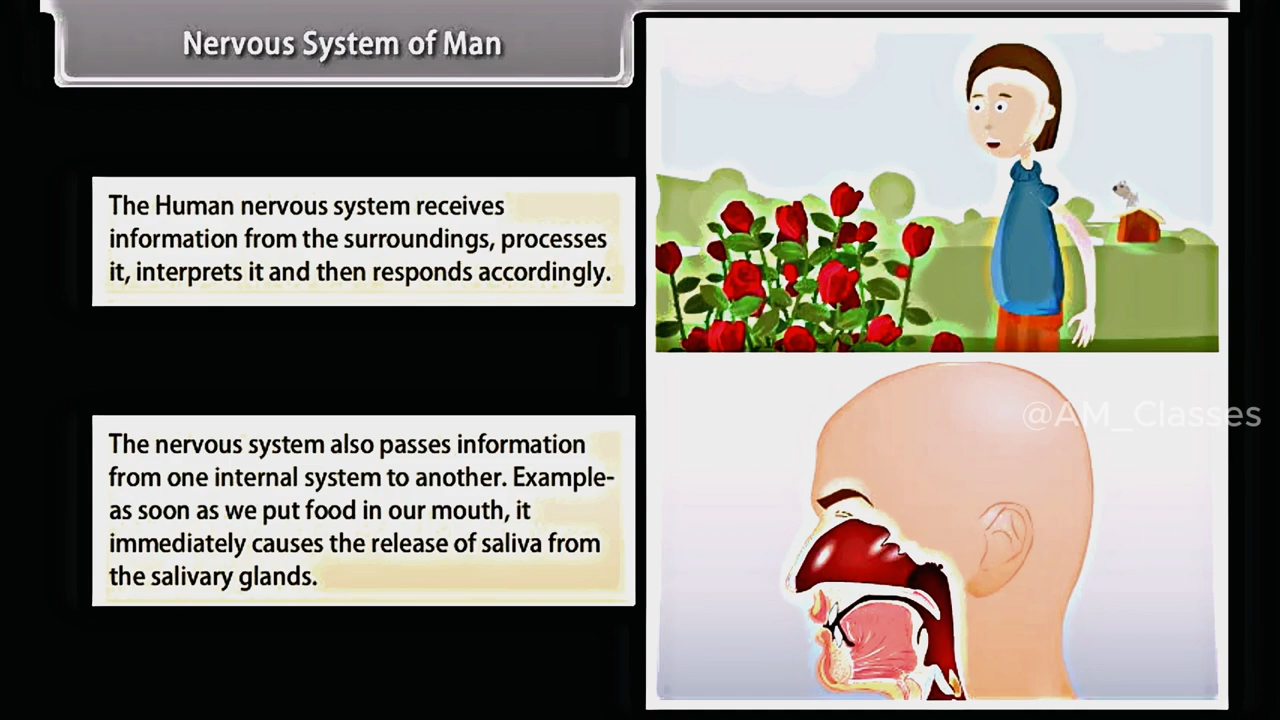 Nervous System of Man
The Human nervous system receives
information from the surroundings, processes
it, interprets it and then responds accordingly.
The nervous system also passes information
from one internal system to another. Example-
as soon as we put food in our mouth, it
immediately causes the release of saliva from
the salivary glands.
@AM_Classes